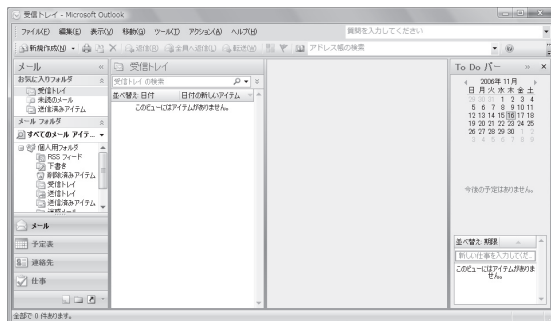 受信トレイ - Microsoft Outlook
ファイル(F) 編集(E) 表示(V) 移動(G) ツール(T) アクション(A) ヘルプ(H) 質問を入力してください
新規作成(N) 返信(R) 全員へ返信(L) 転送(W) アドレス帳の検索
メール
お気に入りフォルダ
受信トレイ
未読のメール
送信済みアイテム
メール フォルダ
すべてのメール アイテ...
個人用フォルダ
RSS フィード
下書き
削除済みアイテム
受信トレイ
送信トレイ
送信済みアイテム
メール
予定表
連絡先
仕事
受信トレイ
受信トレイ の検索
並べ替え: 日付 日付の新しいアイテム
このビューにはアイテムがありません。
To Do バー
2006年 11月
日 月 火 水 木 金 土
29 30 31 1 2 3 4
5 6 7 8 9 10 11
12 13 14 15 16 17 18
19 20 21 22 23 24 25
26 27 28 29 30 1 2
3 4 5 6 7 8 9
今後の予定はありません。
並べ替え: 期限
新しい仕事を入力してくだ...
このビューにはアイテムがありま
せん。
全部で 0 件あります。